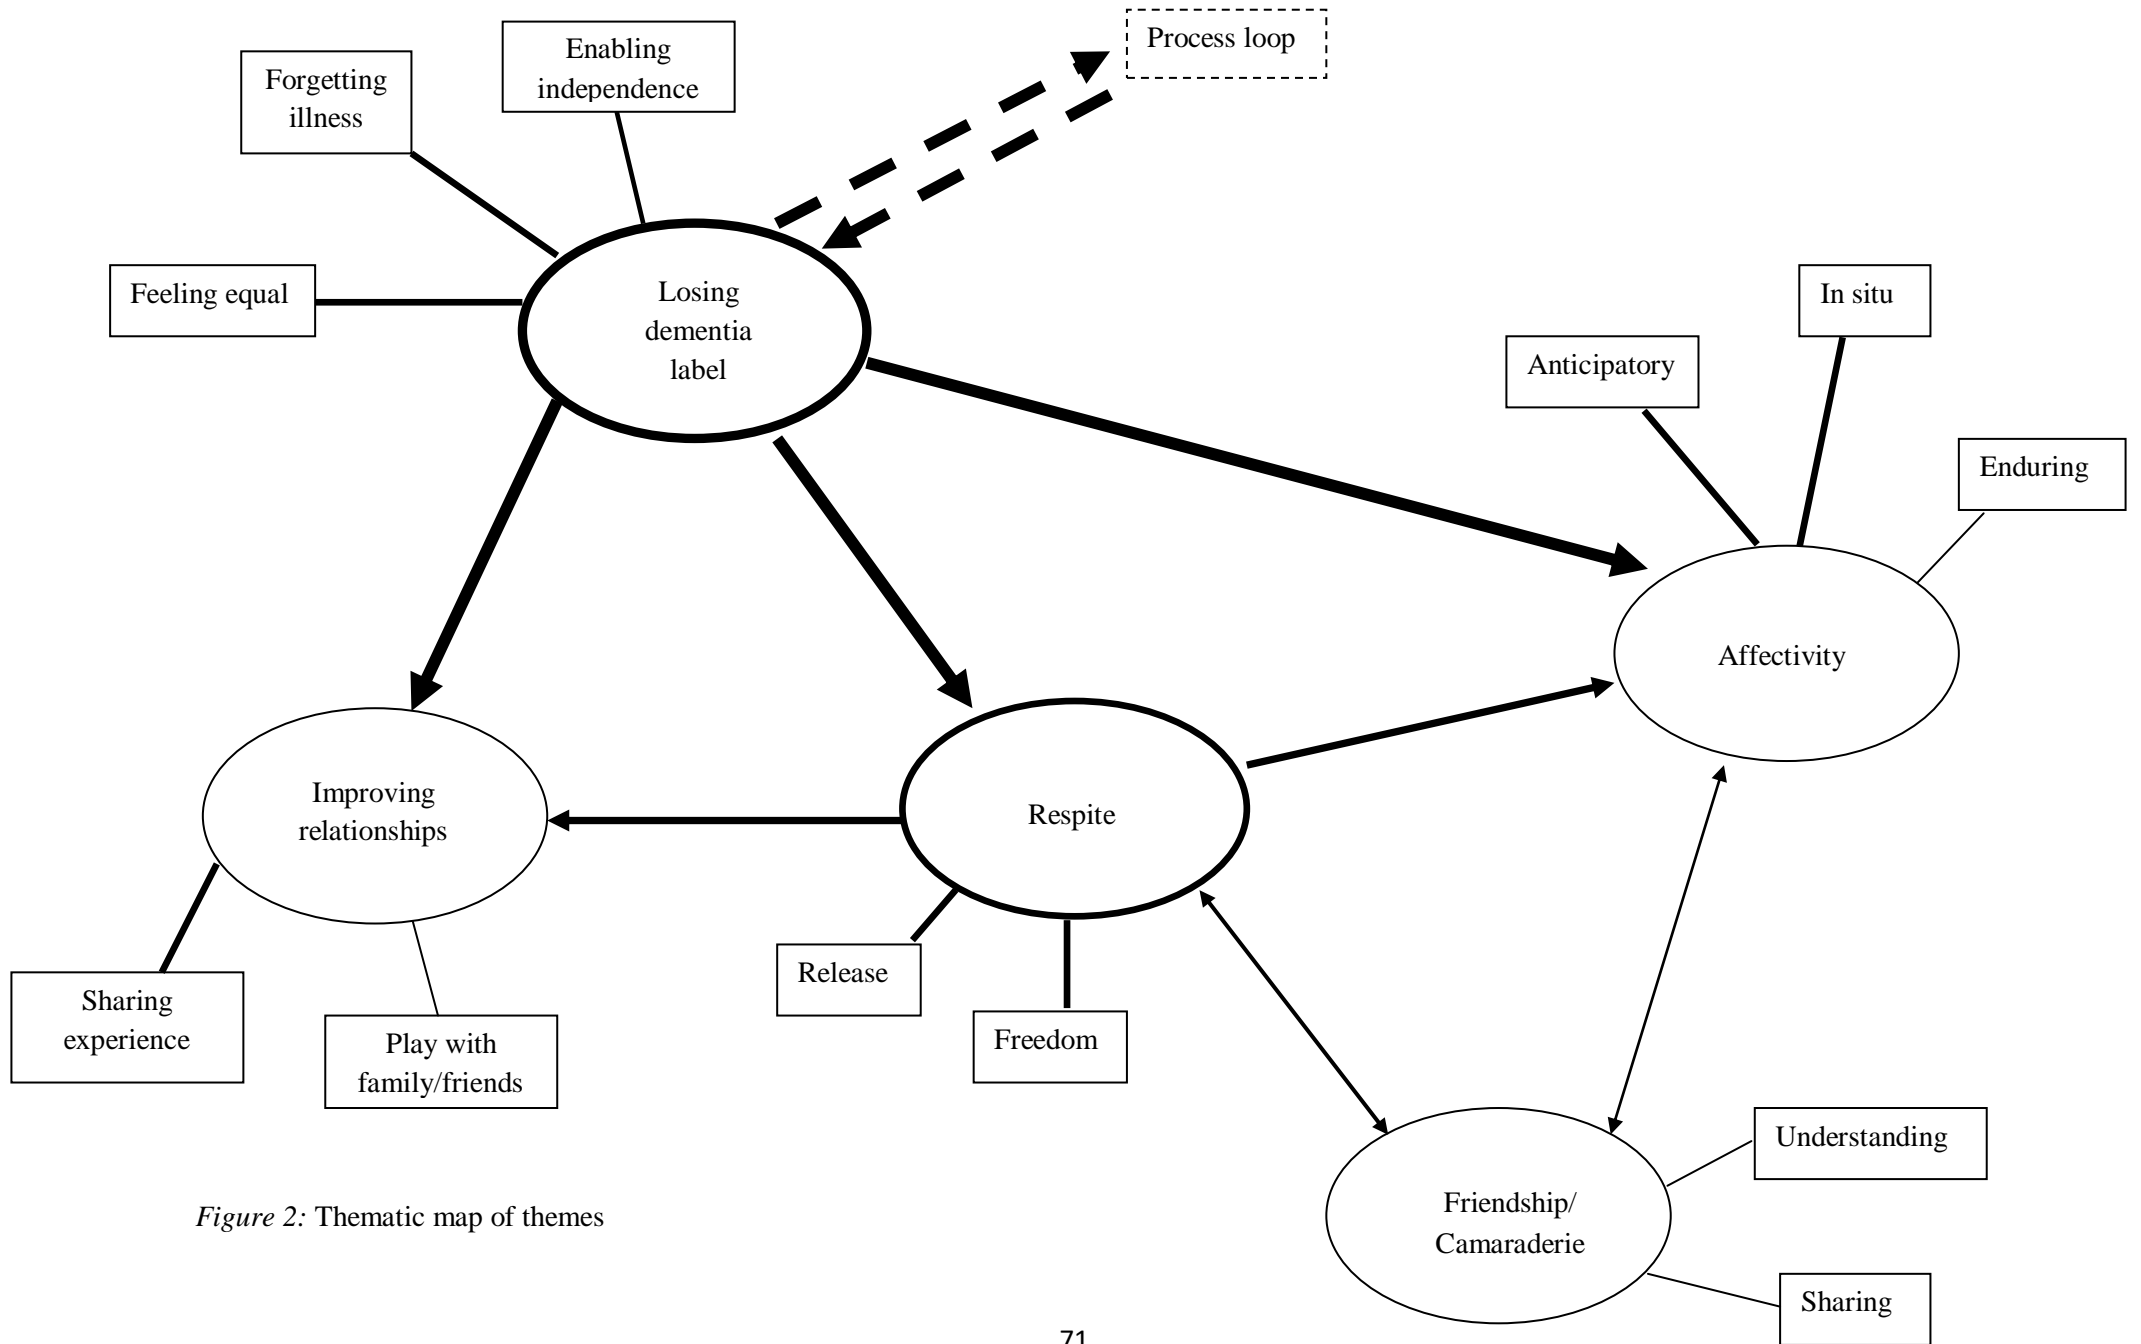 Process loop
Enabling
independence
Forgetting
illness
Feeling equal
Losing
dementia
label
In situ
Anticipatory
Enduring
Affectivity
Improving
relationships
Respite
Release
Freedom
Sharing
experience
Play with
family/friends
Understanding
Friendship/
Camaraderie
Sharing
Figure 2: Thematic map of themes
71